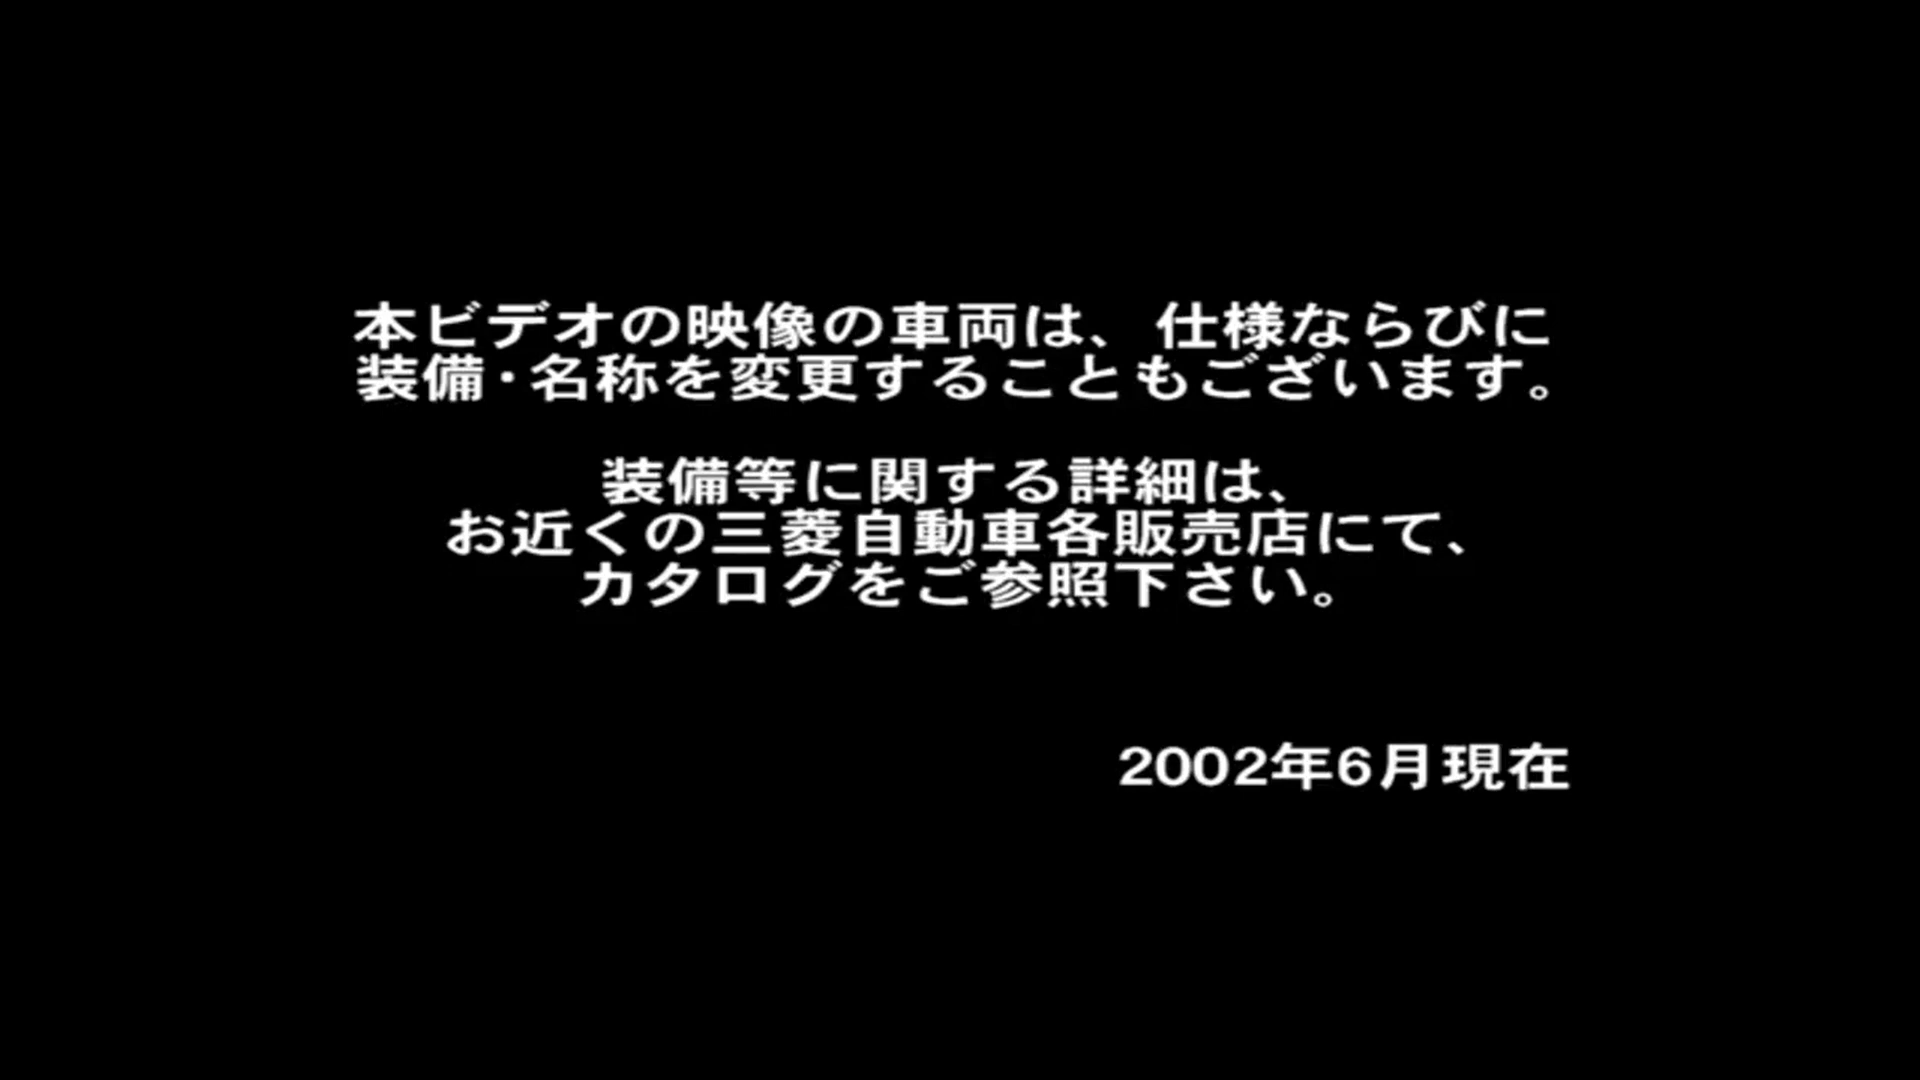 本ビデオの映像の車両は、仕様ならびに
装備・名称を変更することもございます。
装備等に関する詳細は、
お近くの三菱自動車各販売店にて、
カタログをご参照下さい。
2002年6月現在